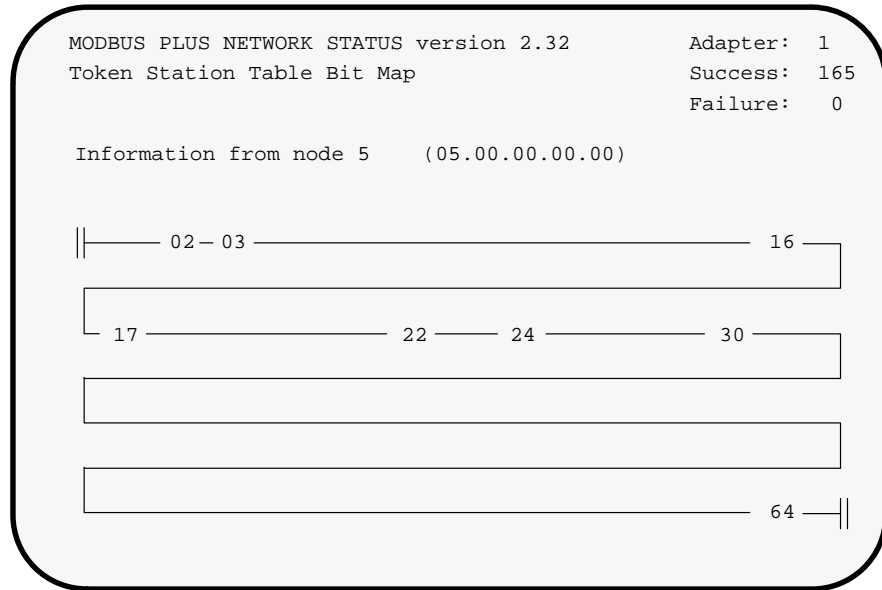 MODBUS PLUS NETWORK STATUS version 2.32 Adapter: 1
Token Station Table Bit Map Success: 165
Failure: 0
Information from node 5 (05.00.00.00.00)
02 03 16
17 22 24 30
64